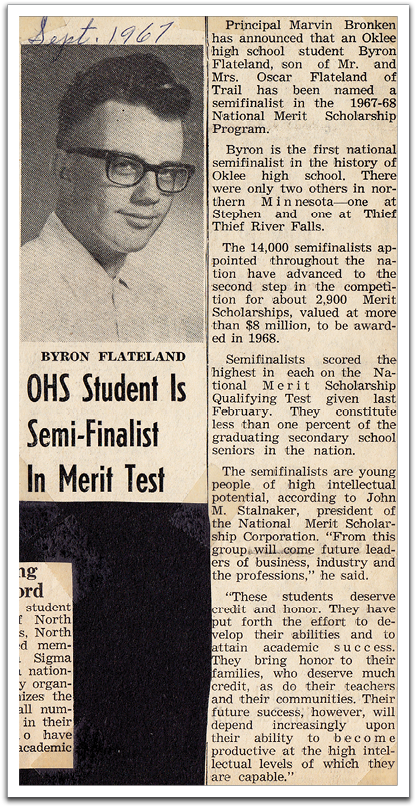 Sept. 1967
BYRON FLATELAND
OHS Student Is
Semi-Finalist
In Merit Test
ng
ord
student
f North
s, North
ed mem-
Sigma
nation-
y organ-
nizes the
all num-
in their
o have
academic
Principal Marvin Bronken
has announced that an Oklee
high school student Byron
Flateland, son of Mr. and
Mrs. Oscar Flateland of
Trail has been named a
semifinalist in the 1967-68
National Merit Scholarship
Program.
Byron is the first national
semifinalist in the history of
Oklee high school. There
were only two others in nor-
thern Minnesota—one at
Stephen and one at Thief
Thief River Falls.
The 14,000 semifinalists ap-
pointed throughout the na-
tion have advanced to the
second step in the competi-
tion for about 2,900 Merit
Scholarships, valued at more
than $8 million, to be award-
ed in 1968.
Semifinalists scored the
highest in each on the Na-
tional Merit Scholarship
Qualifying Test given last
February. They constitute
less than one percent of the
graduating secondary school
seniors in the nation.
The semifinalists are young
people of high intellectual
potential, according to John
M. Stalnaker, president of
the National Merit Scholar-
ship Corporation. “From this
group will come future lead-
ers of business, industry and
the professions,” he said.
“These students deserve
credit and honor. They have
put forth the effort to de-
velop their abilities and to
attain academic success.
They bring honor to their
families, who deserve much
credit, as do their teachers
and their communities. Their
future success, however, will
depend increasingly upon
their ability to become
productive at the high intel-
lectual levels of which they
are capable.”